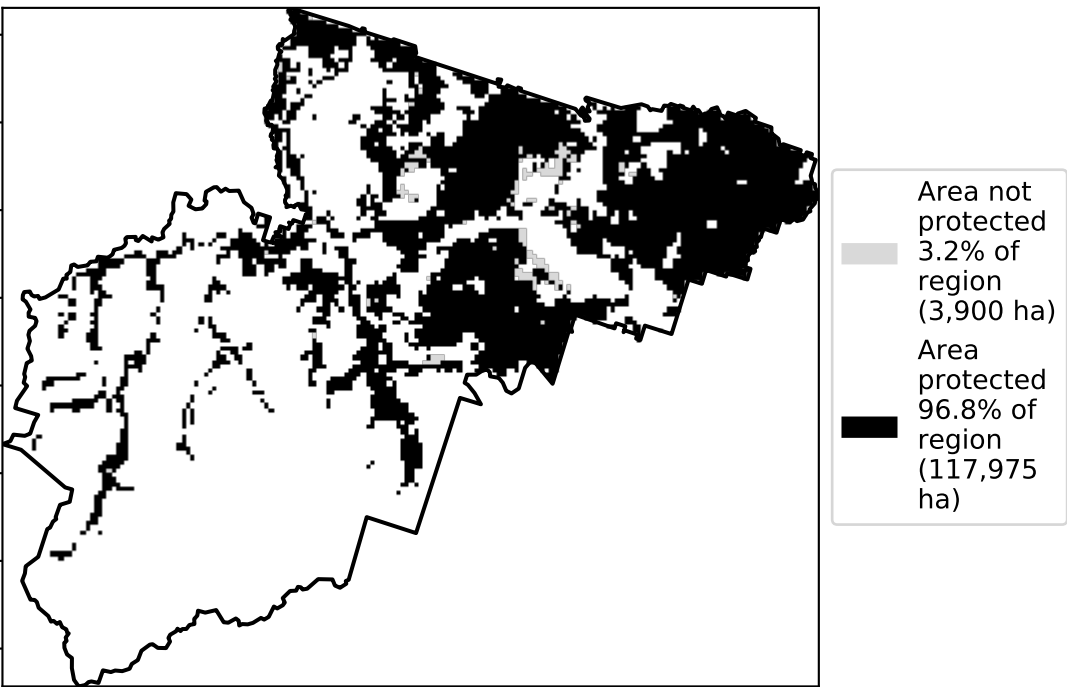 Area not
protected
3.2% of
region
(3,900 ha)
Area
protected
96.8% of
region
(117,975
ha)